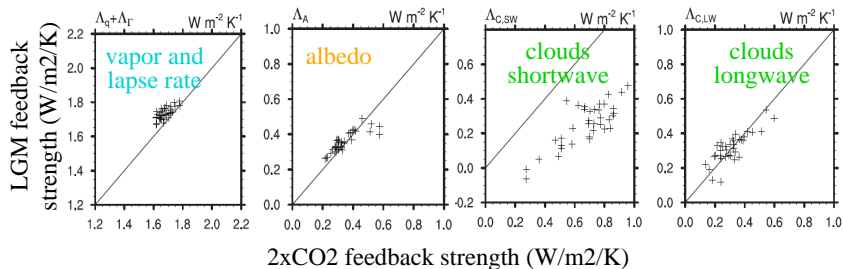 Λq+ΛΓ W m-2 K-1
ΛA W m-2 K-1
ΛC,SW W m-2 K-1
ΛC,LW W m-2 K-1
vapor and
lapse rate
albedo
clouds
shortwave
clouds
longwave
LGM feedback
strength (W/m2/K)
2.2
2.0
1.8
1.6
1.4
1.2
1.2 1.4 1.6 1.8 2.0 2.2
1.0
0.8
0.6
0.4
0.2
0.0
0.0 0.2 0.4 0.6 0.8 1.0
0.6
0.4
0.2
0.0
-0.2
0.0 0.2 0.4 0.6 0.8 1.0
1.0
0.8
0.6
0.4
0.2
0.0
0.0 0.2 0.4 0.6 0.8 1.0
2xCO2 feedback strength (W/m2/K)